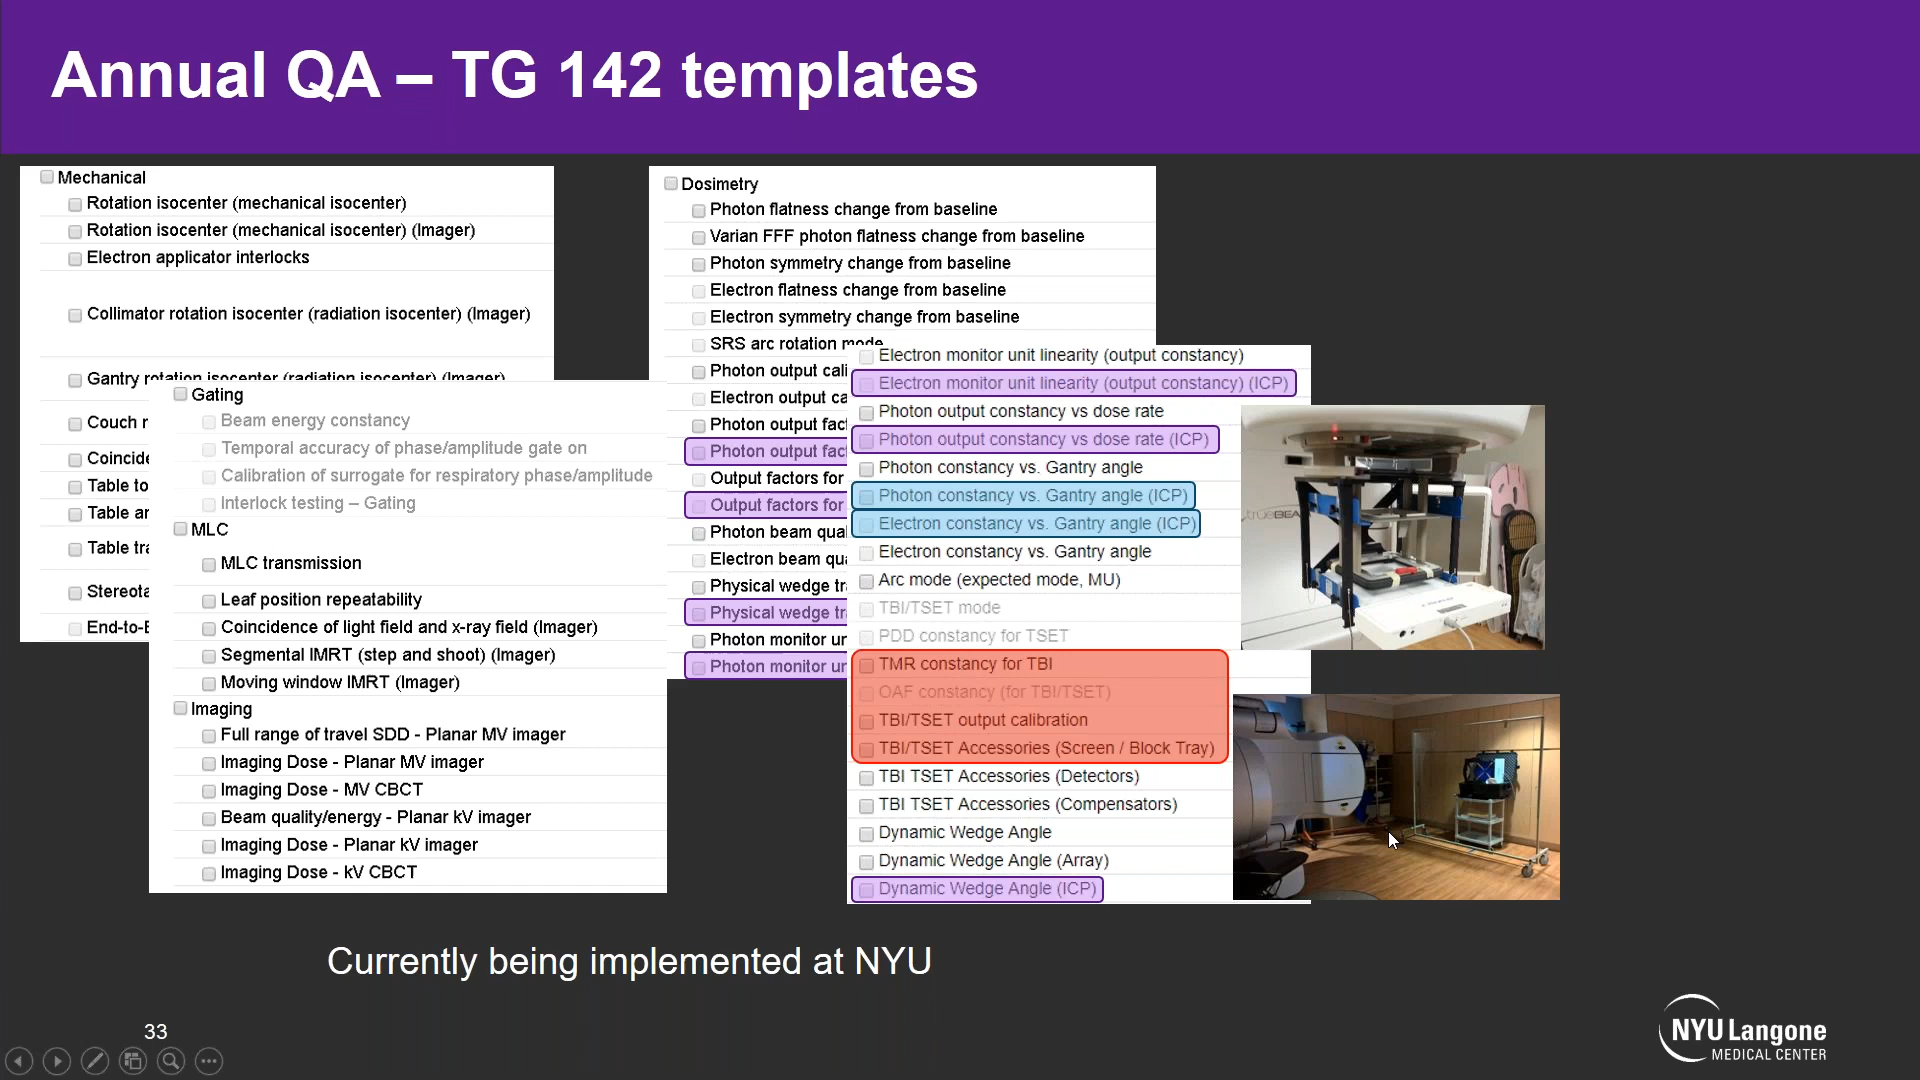 Annual QA – TG 142 templates
Mechanical
Rotation isocenter (mechanical isocenter)
Rotation isocenter (mechanical isocenter) (Imager)
Electron applicator interlocks
Collimator rotation isocenter (radiation isocenter) (Imager)
Gantry rotation isocenter (radiation isocenter) (Imager)
Couch r
Coincide
Table to
Table ar
Table tra
Stereota
End-to-E
Gating
Beam energy constancy
Temporal accuracy of phase/amplitude gate on
Calibration of surrogate for respiratory phase/amplitude
Interlock testing – Gating
MLC
MLC transmission
Leaf position repeatability
Coincidence of light field and x-ray field (Imager)
Segmental IMRT (step and shoot) (Imager)
Moving window IMRT (Imager)
Imaging
Full range of travel SDD - Planar MV imager
Imaging Dose - Planar MV imager
Imaging Dose - MV CBCT
Beam quality/energy - Planar kV imager
Imaging Dose - Planar kV imager
Imaging Dose - kV CBCT
Dosimetry
Photon flatness change from baseline
Varian FFF photon flatness change from baseline
Photon symmetry change from baseline
Electron flatness change from baseline
Electron symmetry change from baseline
SRS arc rotation mode
Photon output cali
Electron output ca
Photon output fac
Photon output fac
Output factors for
Output factors for
Photon beam qua
Electron beam qu
Physical wedge tr
Physical wedge tr
Photon monitor ur
Photon monitor ur
Electron monitor unit linearity (output constancy)
Electron monitor unit linearity (output constancy) (ICP)
Photon output constancy vs dose rate
Photon output constancy vs dose rate (ICP)
Photon constancy vs. Gantry angle
Photon constancy vs. Gantry angle (ICP)
Electron constancy vs. Gantry angle (ICP)
Electron constancy vs. Gantry angle
Arc mode (expected mode, MU)
TBI/TSET mode
PDD constancy for TSET
TMR constancy for TBI
OAF constancy (for TBI/TSET)
TBI/TSET output calibration
TBI/TSET Accessories (Screen / Block Tray)
TBI TSET Accessories (Detectors)
TBI TSET Accessories (Compensators)
Dynamic Wedge Angle
Dynamic Wedge Angle (Array)
Dynamic Wedge Angle (ICP)
Currently being implemented at NYU
33
NYU Langone
MEDICAL CENTER